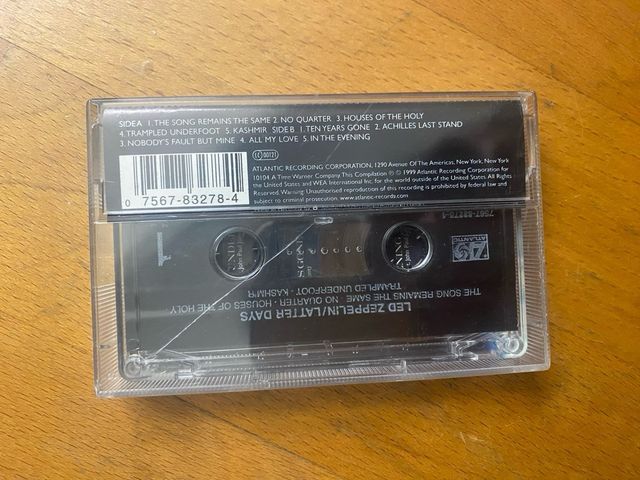 SIDE A 1. THE SONG REMAINS THE SAME 2. NO QUARTER 3. HOUSES OF THE HOLY
4. TRAMPLED UNDERFOOT 5. KASHMIR SIDE B 1. TEN YEARS GONE 2. ACHILLES LAST STAND
3. NOBODY'S FAULT BUT MINE 4. ALL MY LOVE 5. IN THE EVENING
LC 00121
0 7567-83278-4
ATLANTIC RECORDING CORPORATION, 1290 Avenue Of The Americas, New York, New York
10104. A Time Warner Company. This Compilation ℗ © 1999 Atlantic Recording Corporation for
the United States and WEA International Inc. for the world outside of the United States. All Rights
Reserved. Warning: Unauthorised reproduction of this recording is prohibited by federal law and
subject to criminal prosecution. www.atlantic-records.com
7567-83278-4
1
ATLANTIC
LED ZEPPELIN/LATTER DAYS
THE SONG REMAINS THE SAME · NO QUARTER · HOUSES OF THE HOLY
TRAMPLED UNDERFOOT · KASHMIR